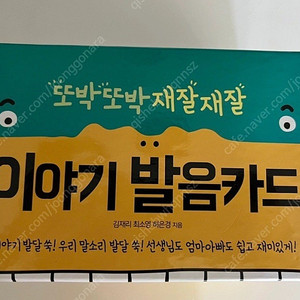 또박또박 재잘재잘
이야기 발음카드
김재리 최소영 허은경 지음
이야기 발달 쑥! 우리 말소리 발달 쑥! 선생님도 엄마아빠도 쉽고 재미있게!